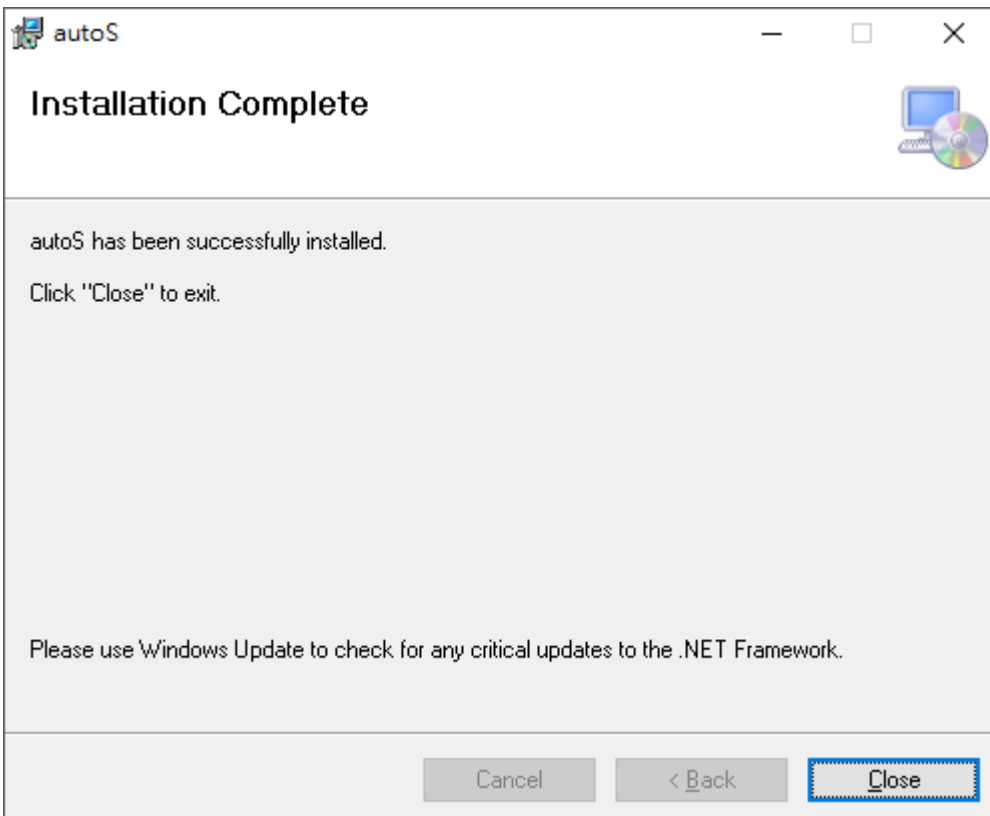 autoS
Installation Complete
autoS has been successfully installed.
Click "Close" to exit.
Please use Windows Update to check for any critical updates to the .NET Framework.
Cancel
< Back
Close